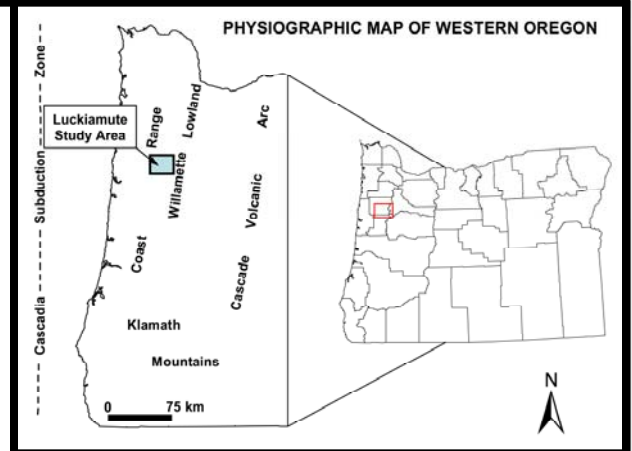 PHYSIOGRAPHIC MAP OF WESTERN OREGON
Cascadia Subduction Zone
Luckiamute
Study Area
Coast Range
Willamette Lowland
Cascade Volcanic Arc
Klamath
Mountains
0 75 km
N